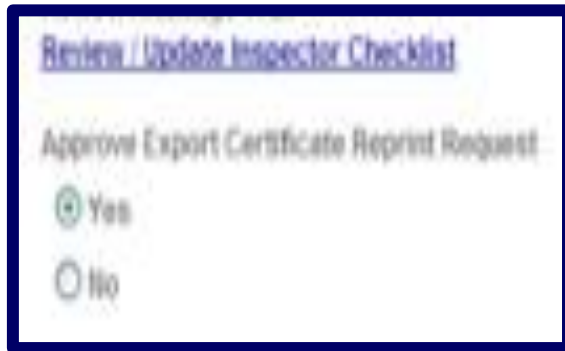 Review / Update Inspector Checklist
Approve Export Certificate Reprint Request
Yes
No